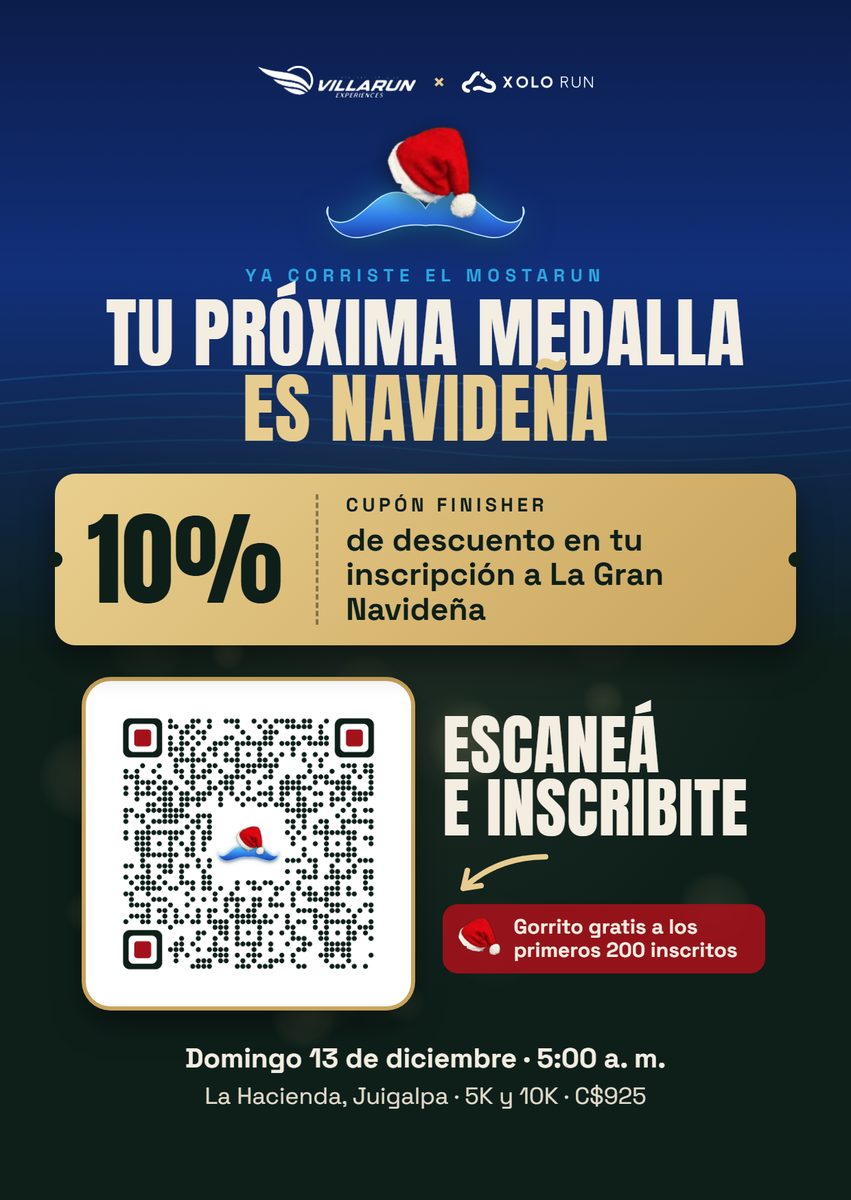 VILLARUN × XOLO RUN
EXPERIENCES
YA CORRISTE EL MOSTARUN
TU PRÓXIMA MEDALLA
ES NAVIDEÑA
10%
CUPÓN FINISHER
de descuento en tu
inscripción a La Gran
Navideña
ESCANEÁ
E INSCRIBITE
Gorrito gratis a los
primeros 200 inscritos
Domingo 13 de diciembre · 5:00 a. m.
La Hacienda, Juigalpa · 5K y 10K · C$925